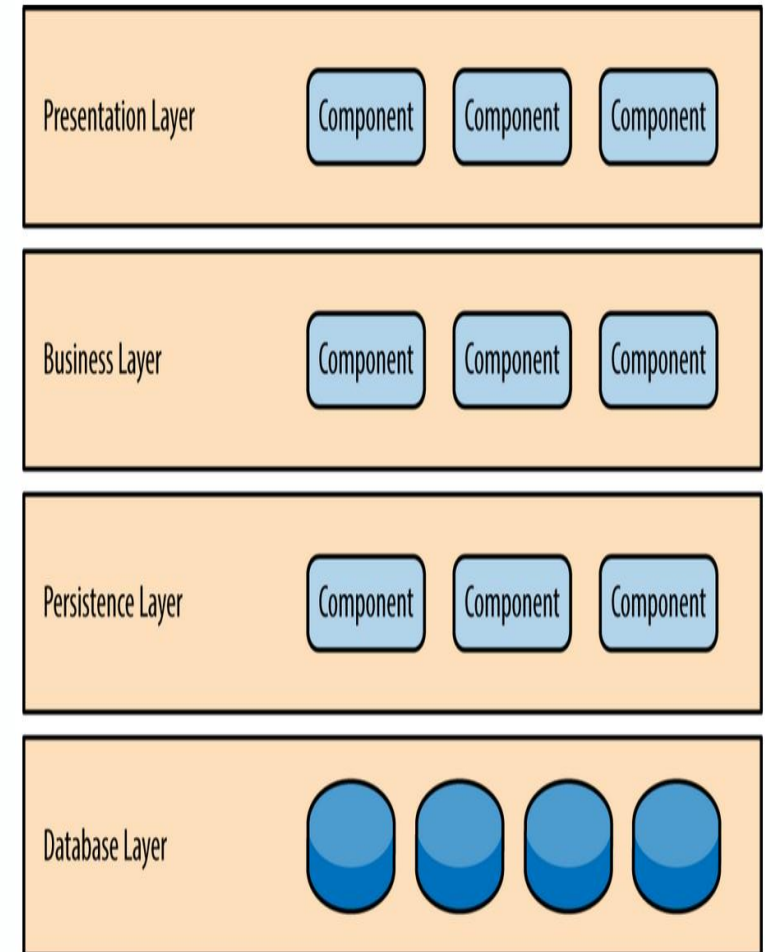 Presentation Layer
Component Component Component
Business Layer
Component Component Component
Persistence Layer
Component Component Component
Database Layer